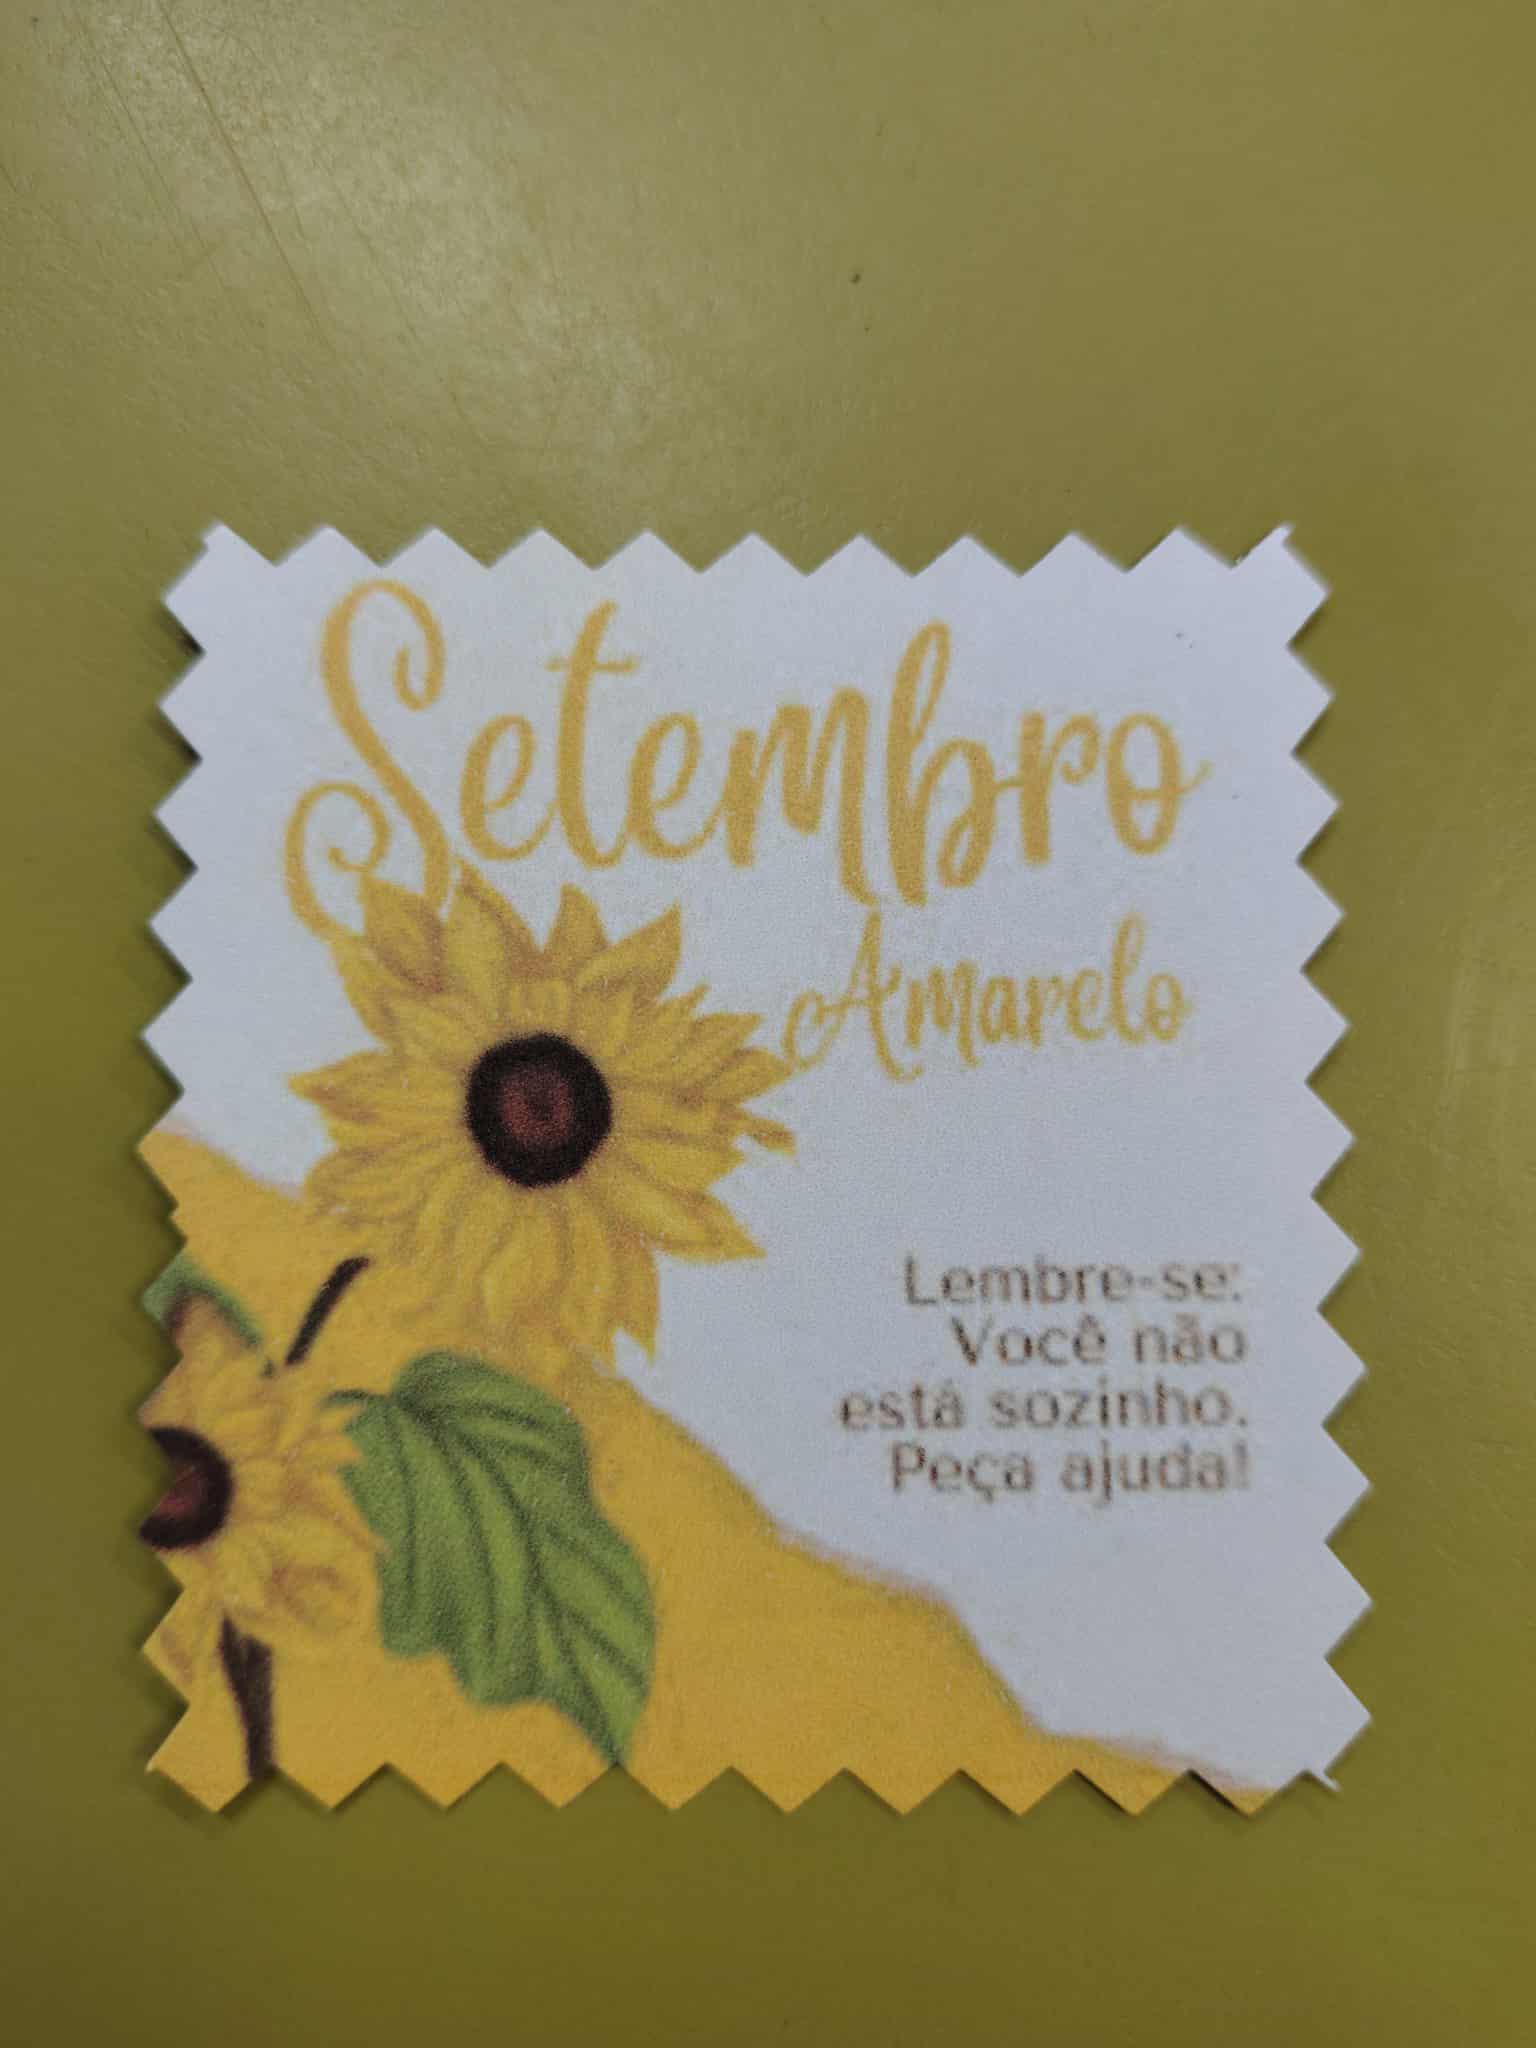 Setembro
Amarelo
Lembre-se:
Você não
está sozinho.
Peça ajuda!